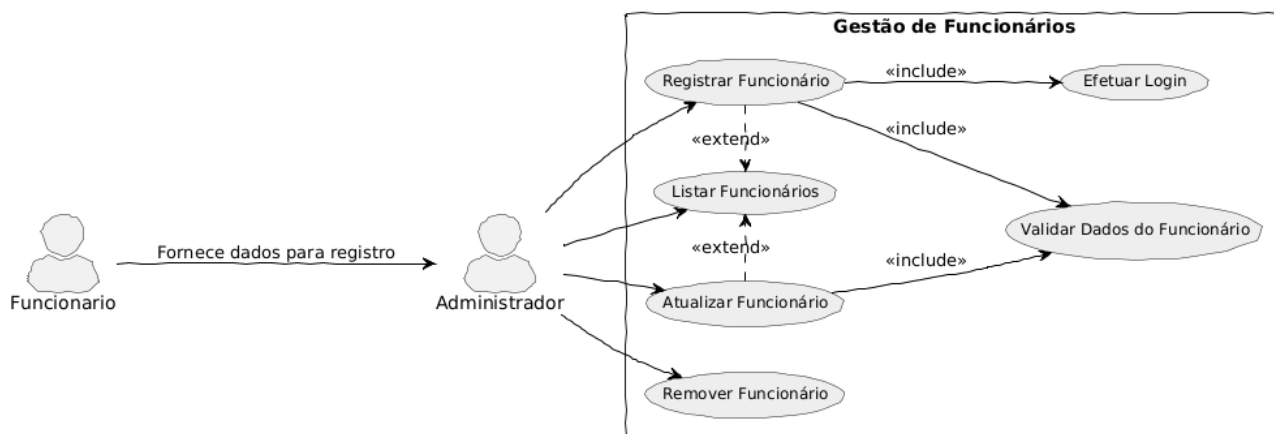 Gestão de Funcionários
Registrar Funcionário
«include»
Efetuar Login
«include»
«extend»
Listar Funcionários
Validar Dados do Funcionário
«extend»
«include»
Fornece dados para registro
Funcionario
Administrador
Atualizar Funcionário
Remover Funcionário